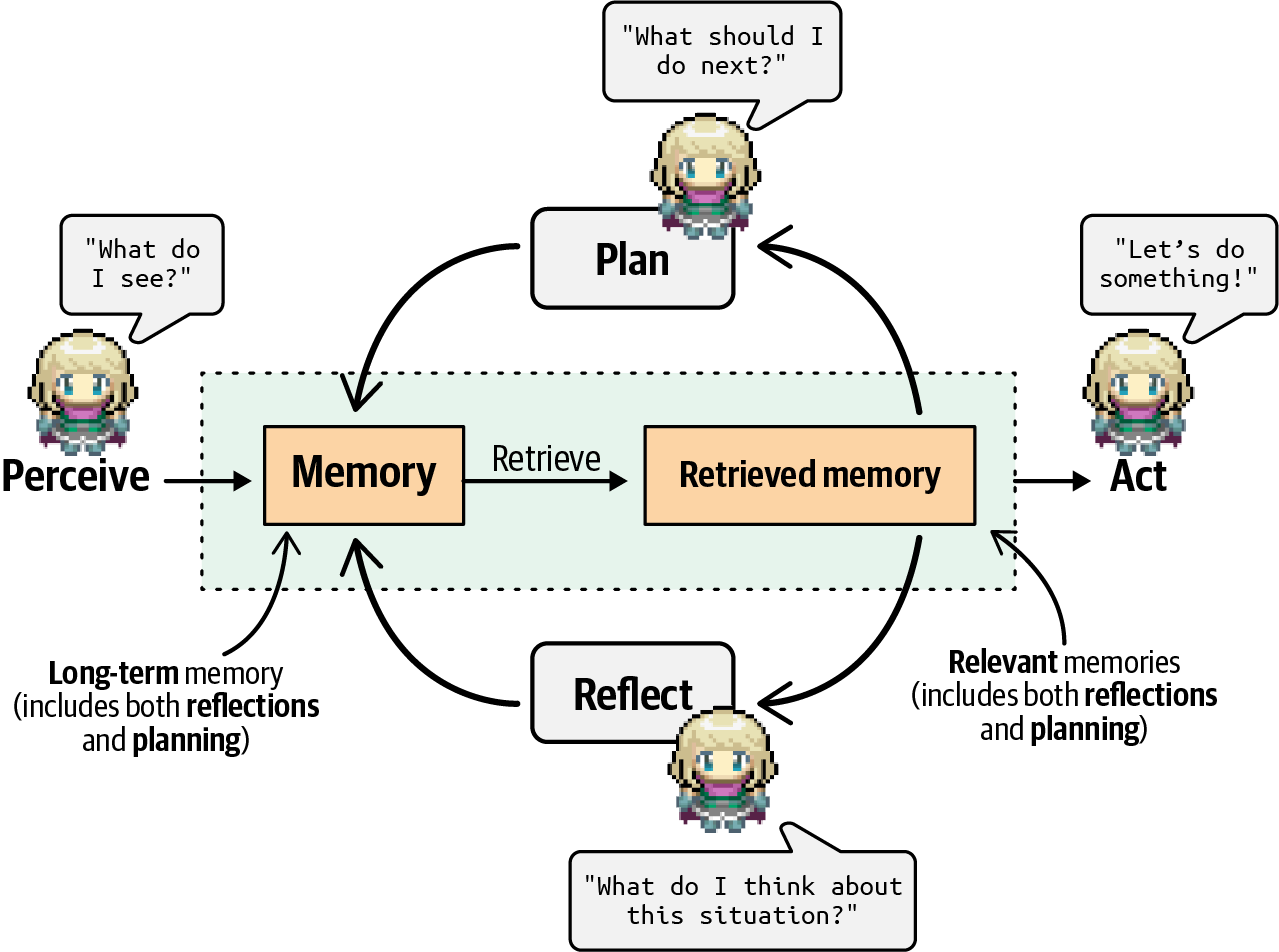 "What should I
do next?"
Plan
"What do
I see?"
"Let’s do
something!"
Perceive
Memory
Retrieve
Retrieved memory
Act
Long-term memory
(includes both reflections
and planning)
Relevant memories
(includes both reflections
and planning)
Reflect
"What do I think about
this situation?"